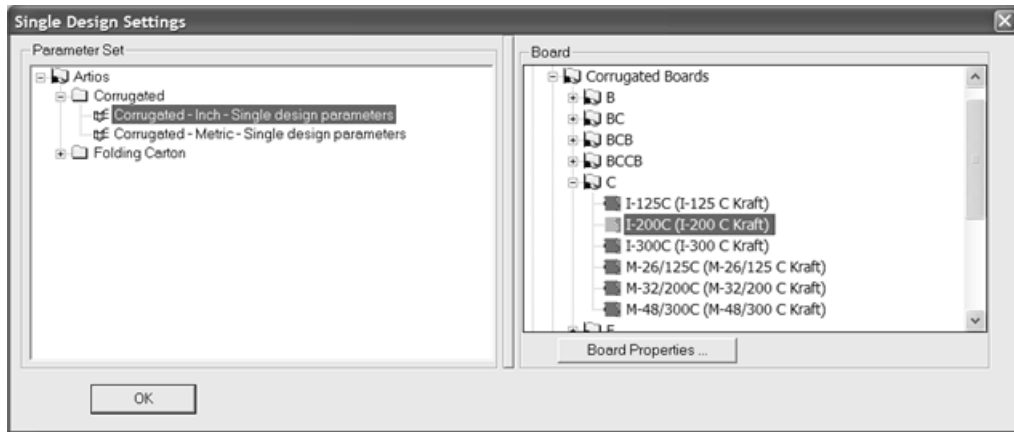 Single Design Settings
Parameter Set
Artios
Corrugated
Corrugated - Inch - Single design parameters
Corrugated - Metric - Single design parameters
Folding Carton
OK
Board
Corrugated Boards
B
BC
BCB
BCCB
C
I-125C (I-125 C Kraft)
I-200C (I-200 C Kraft)
I-300C (I-300 C Kraft)
M-26/125C (M-26/125 C Kraft)
M-32/200C (M-32/200 C Kraft)
M-48/300C (M-48/300 C Kraft)
Board Properties ...